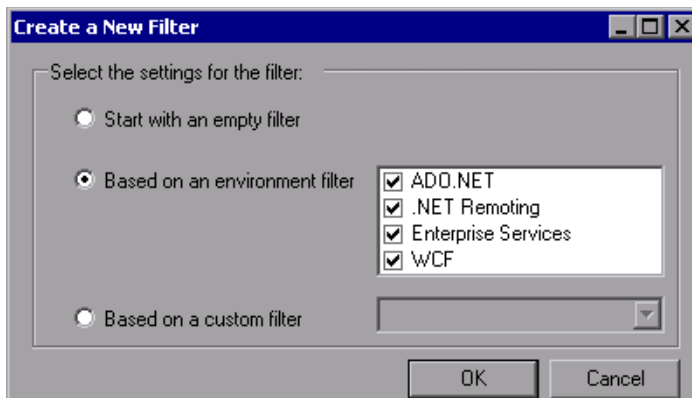 Create a New Filter
Select the settings for the filter:
Start with an empty filter
Based on an environment filter
ADO.NET
.NET Remoting
Enterprise Services
WCF
Based on a custom filter
OK
Cancel